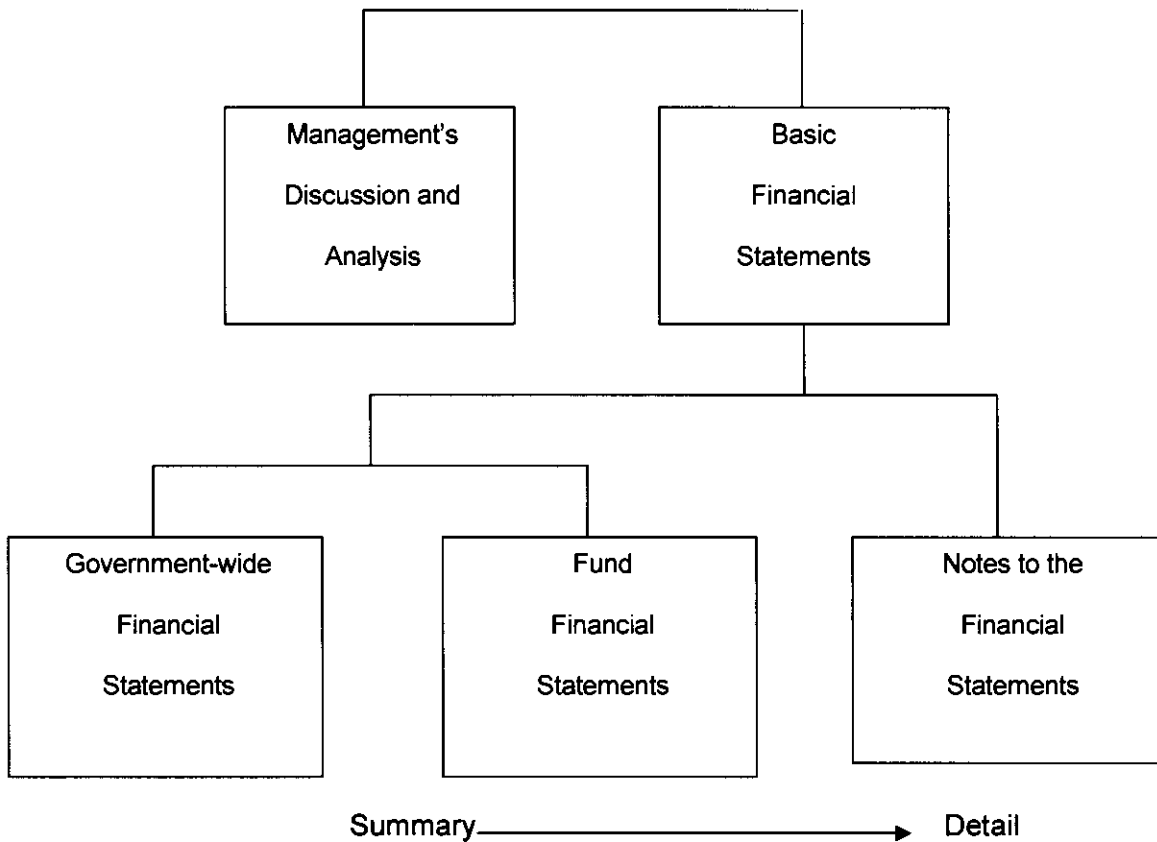 Management's
Discussion and
Analysis
Basic
Financial
Statements
Government-wide
Financial
Statements
Fund
Financial
Statements
Notes to the
Financial
Statements
Summary
Detail